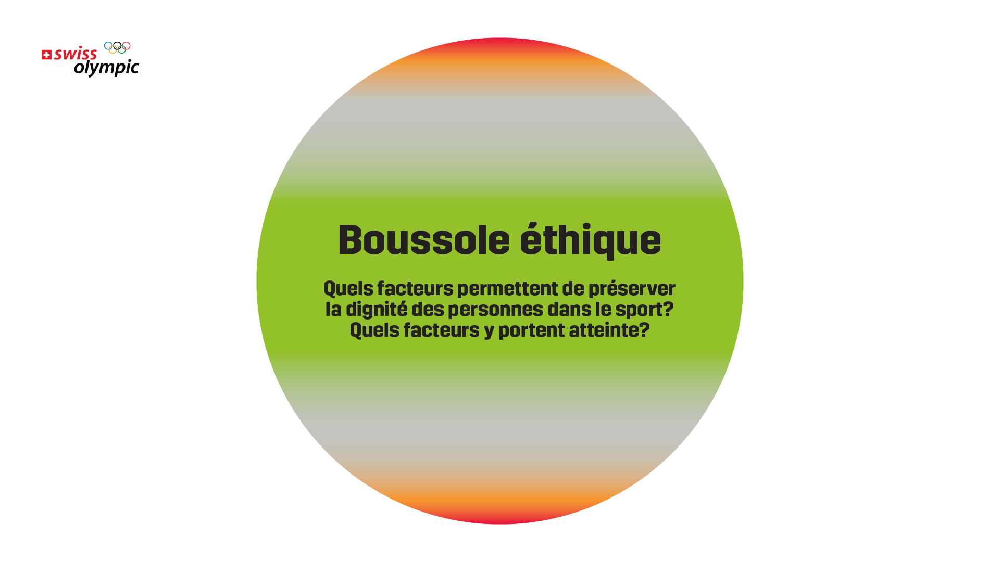 swiss
olympic
Boussole éthique
Quels facteurs permettent de préserver
la dignité des personnes dans le sport?
Quels facteurs y portent atteinte?